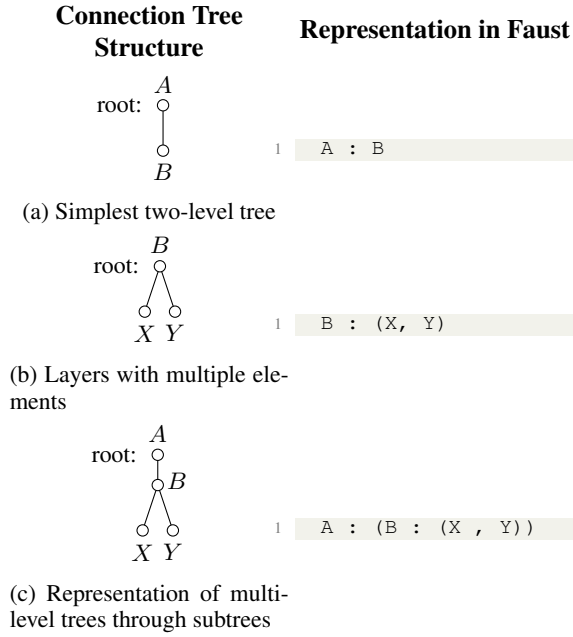 Connection Tree
Structure
Representation in Faust
A
root:
B
1 A : B
(a) Simplest two-level tree
B
root:
X Y
1 B : (X, Y)
(b) Layers with multiple ele-
ments
A
root:
B
X Y
1 A : (B : (X , Y))
(c) Representation of multi-
level trees through subtrees